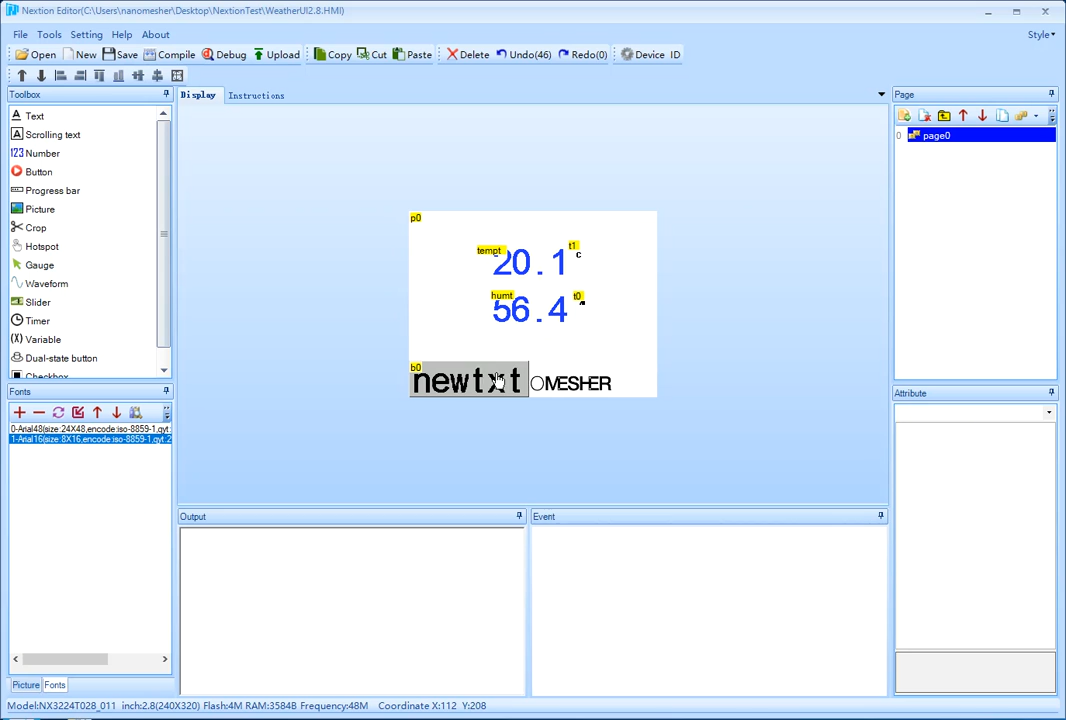 Nextion Editor(C:\Users\nanomesher\Desktop\NextionTest\WeatherUI2.8.HMI)
File Tools Setting Help About Style
Open New Save Compile Debug Upload Copy Cut Paste Delete Undo(46) Redo(0) Device ID
Toolbox
Display Instructions
Page
A Text
A Scrolling text
123 Number
Button
Progress bar
Picture
Crop
Hotspot
Gauge
Waveform
Slider
Timer
(X) Variable
Dual-state button
Checkbox
0 page0
p0
tempt 20.1 t1 c
humt 56.4 t0
b0
newtxt OMESHER
Fonts
Attribute
0-Arial48(size:24X48,encode:iso-8859-1,qyt:
1-Arial16(size:8X16,encode:iso-8859-1,qyt:2
Output
Event
Picture Fonts
Model:NX3224T028_011 inch:2.8(240X320) Flash:4M RAM:3584B Frequency:48M Coordinate X:112 Y:208